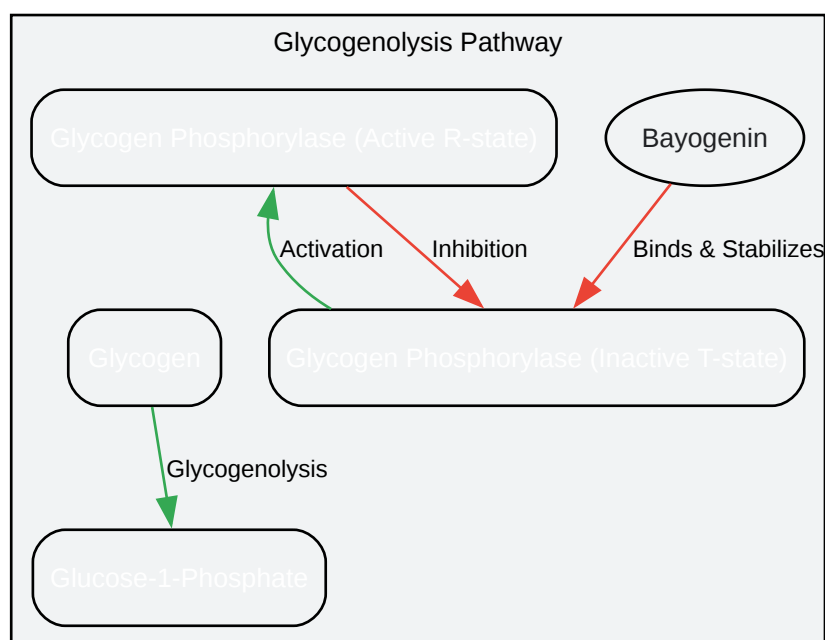 Glycogenolysis Pathway
Glycogen Phosphorylase (Active R-state)
Bayogenin
Activation
Inhibition
Binds & Stabilizes
Glycogen
Glycogen Phosphorylase (Inactive T-state)
Glycogenolysis
Glucose-1-Phosphate